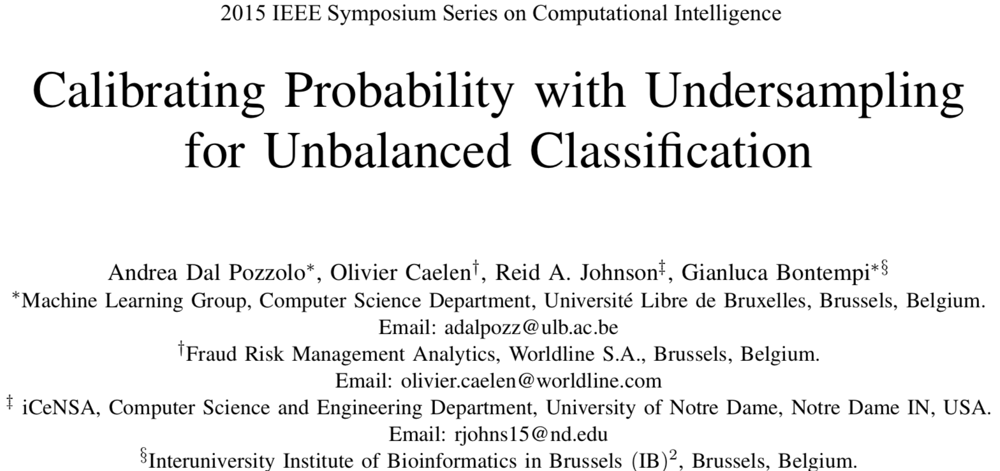 2015 IEEE Symposium Series on Computational Intelligence
Calibrating Probability with Undersampling
for Unbalanced Classification
Andrea Dal Pozzolo*, Olivier Caelen†, Reid A. Johnson‡, Gianluca Bontempi*§
*Machine Learning Group, Computer Science Department, Université Libre de Bruxelles, Brussels, Belgium.
Email: adalpozz@ulb.ac.be
†Fraud Risk Management Analytics, Worldline S.A., Brussels, Belgium.
Email: olivier.caelen@worldline.com
‡ iCeNSA, Computer Science and Engineering Department, University of Notre Dame, Notre Dame IN, USA.
Email: rjohns15@nd.edu
§Interuniversity Institute of Bioinformatics in Brussels (IB)², Brussels, Belgium.